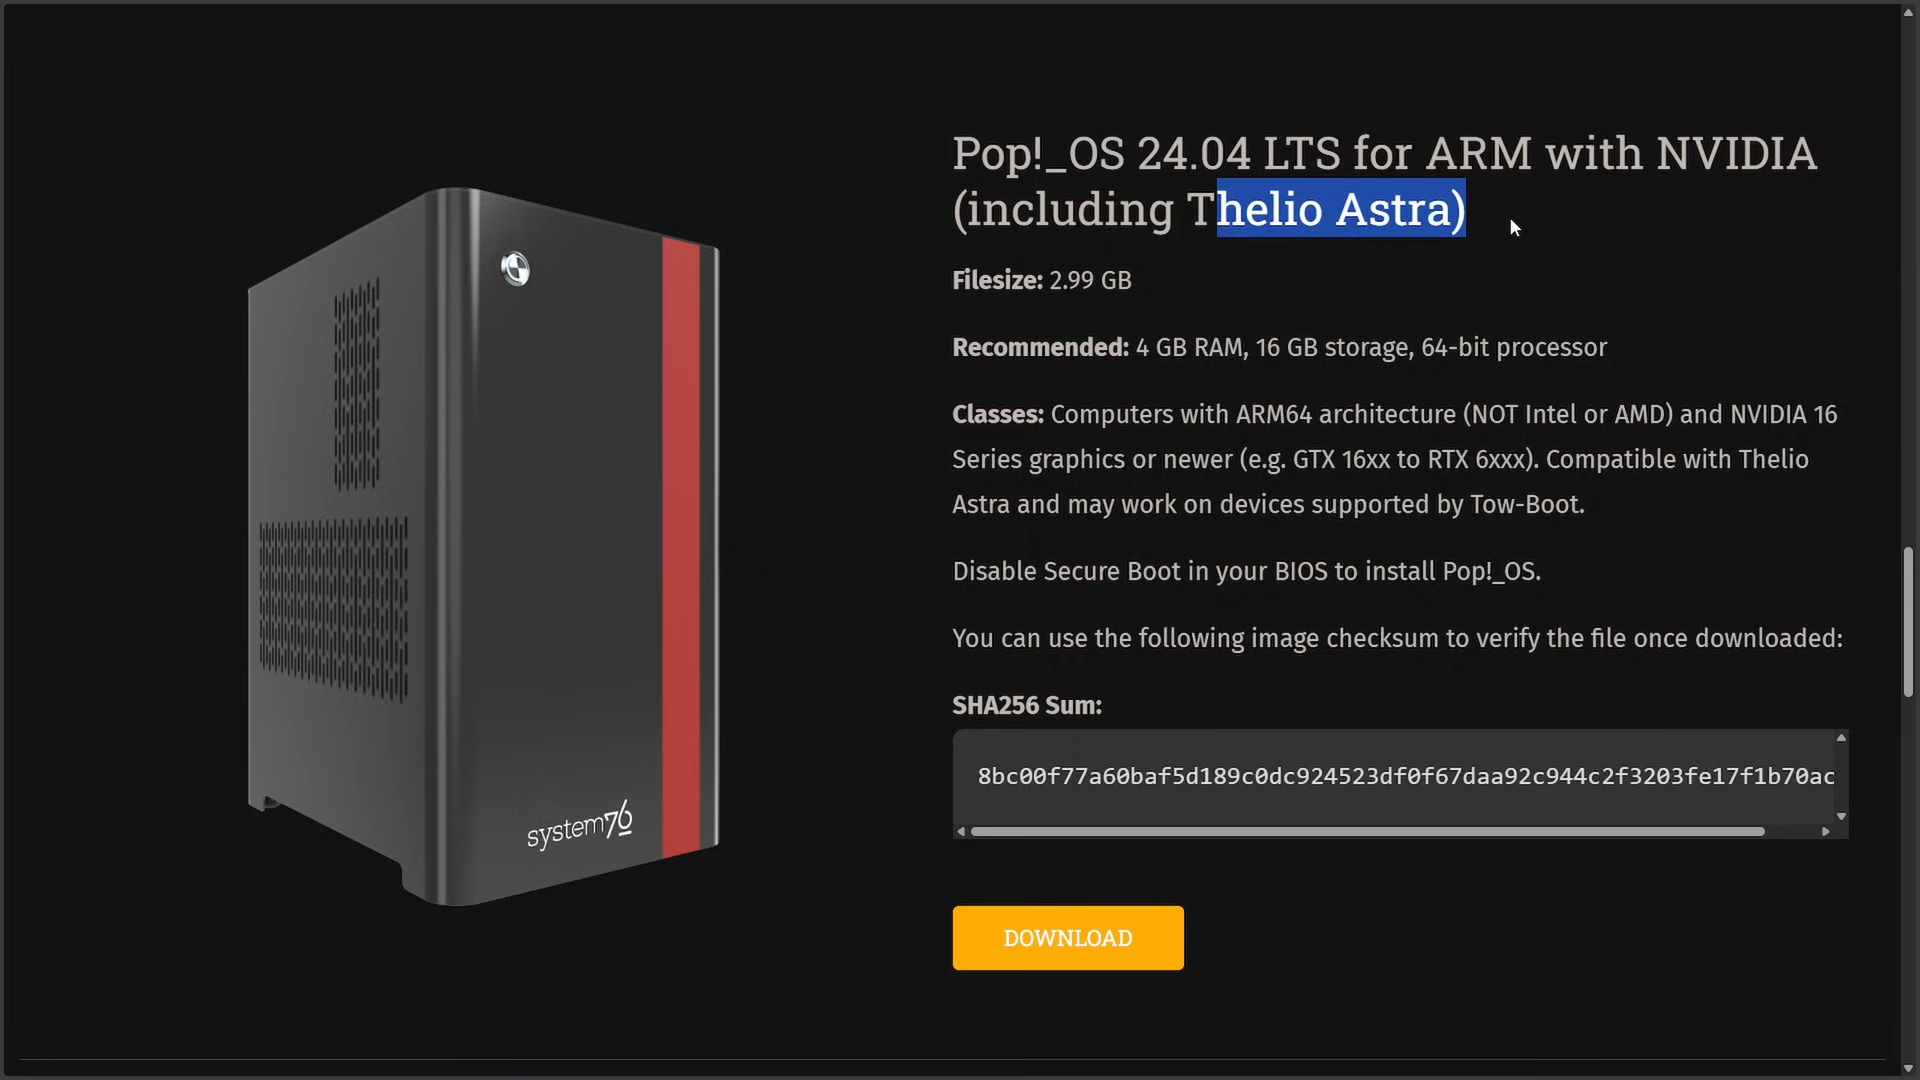 Pop!_OS 24.04 LTS for ARM with NVIDIA
(including Thelio Astra)
Filesize: 2.99 GB
Recommended: 4 GB RAM, 16 GB storage, 64-bit processor
Classes: Computers with ARM64 architecture (NOT Intel or AMD) and NVIDIA 16
Series graphics or newer (e.g. GTX 16xx to RTX 6xxx). Compatible with Thelio
Astra and may work on devices supported by Tow-Boot.
Disable Secure Boot in your BIOS to install Pop!_OS.
You can use the following image checksum to verify the file once downloaded:
SHA256 Sum:
8bc00f77a60baf5d189c0dc924523df0f67daa92c944c2f3203fe17f1b70ac
DOWNLOAD
system76